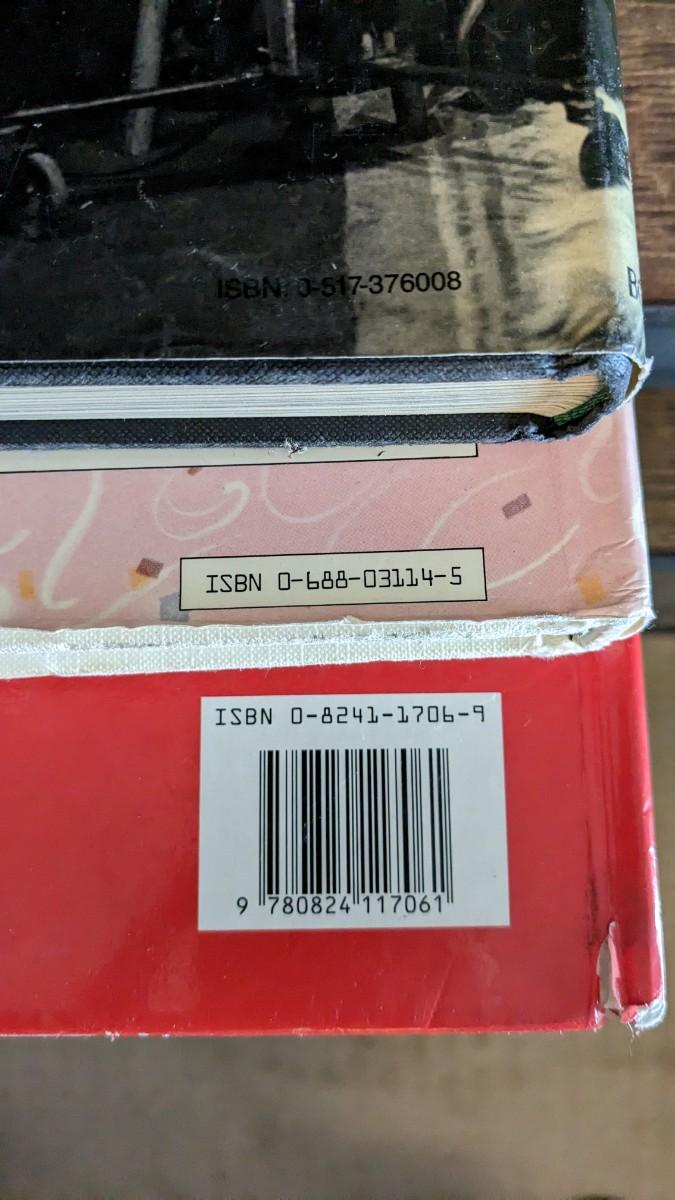 ISBN: 0-517-376008
ISBN 0-688-03114-5
ISBN 0-8241-1706-9
9 780824 117061